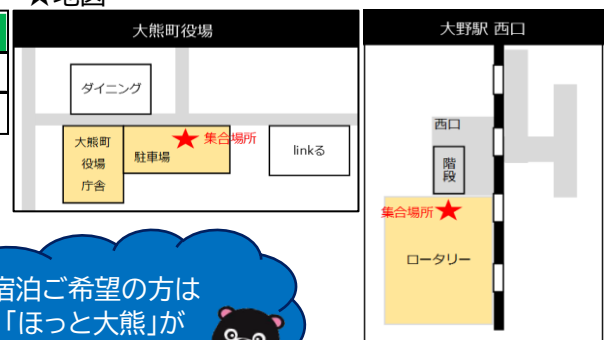 ★地図
大熊町役場
ダイニング
大熊町
役場
庁舎
駐車場
集合場所
linkる
大野駅 西口
西口
階段
集合場所
ロータリー
宿泊ご希望の方は
「ほっと大熊」が